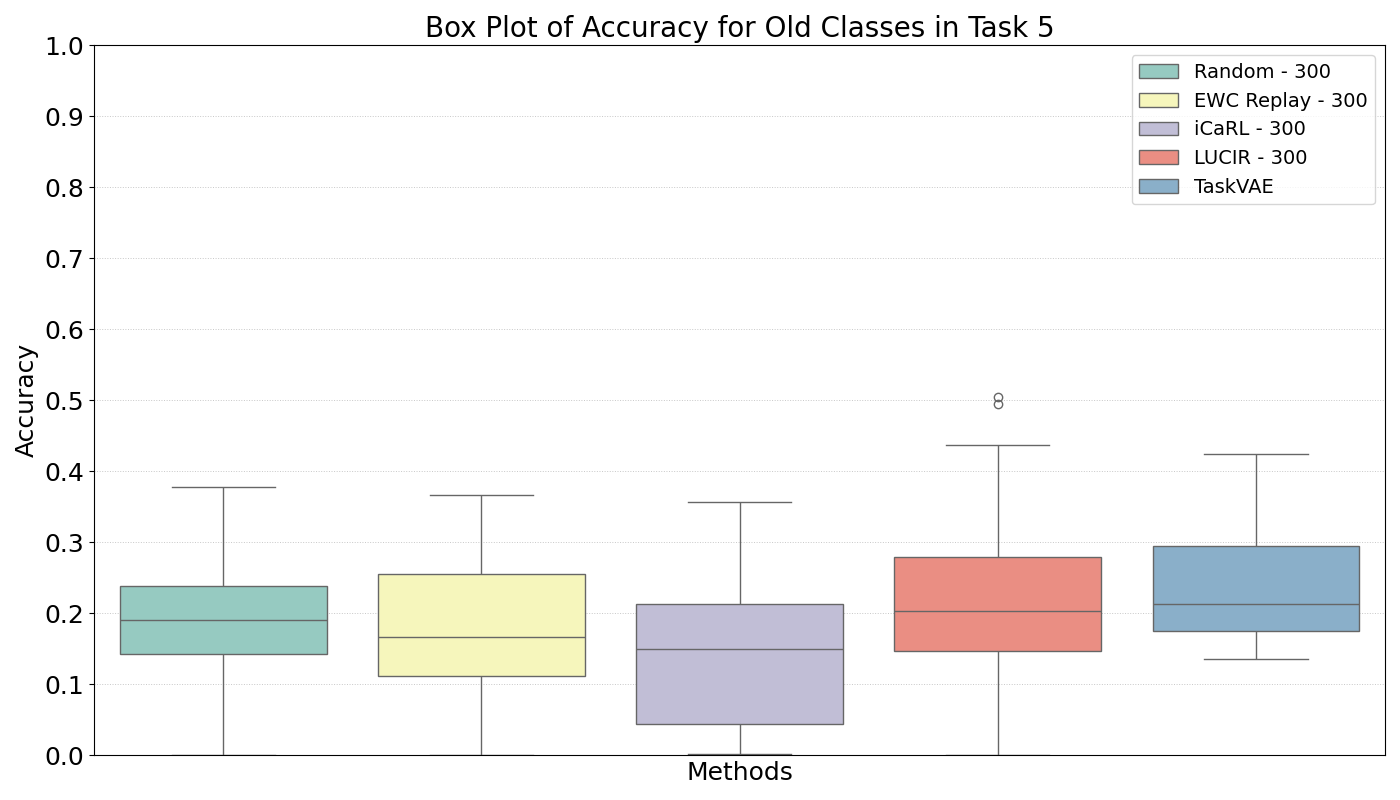 Box Plot of Accuracy for Old Classes in Task 5
1.0
0.9
0.8
0.7
0.6
0.5
0.4
0.3
0.2
0.1
0.0
Accuracy
Methods
Random - 300
EWC Replay - 300
iCaRL - 300
LUCIR - 300
TaskVAE